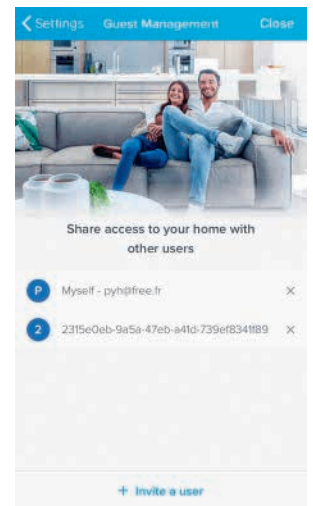 Settings Guest Management Close
Share access to your home with
other users
P Myself - pyh@free.fr ×
2 2315e0eb-9a5a-47eb-a41d-739ef8341f89 ×
+ Invite a user